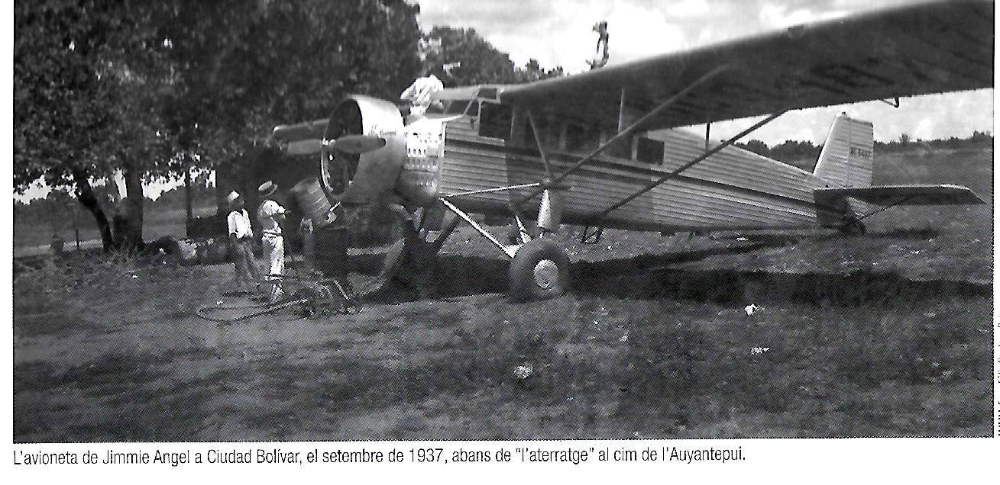 L'avioneta de Jimmie Angel a Ciudad Bolívar, el setembre de 1937, abans de "l'aterratge" al cim de l'Auyantepui.